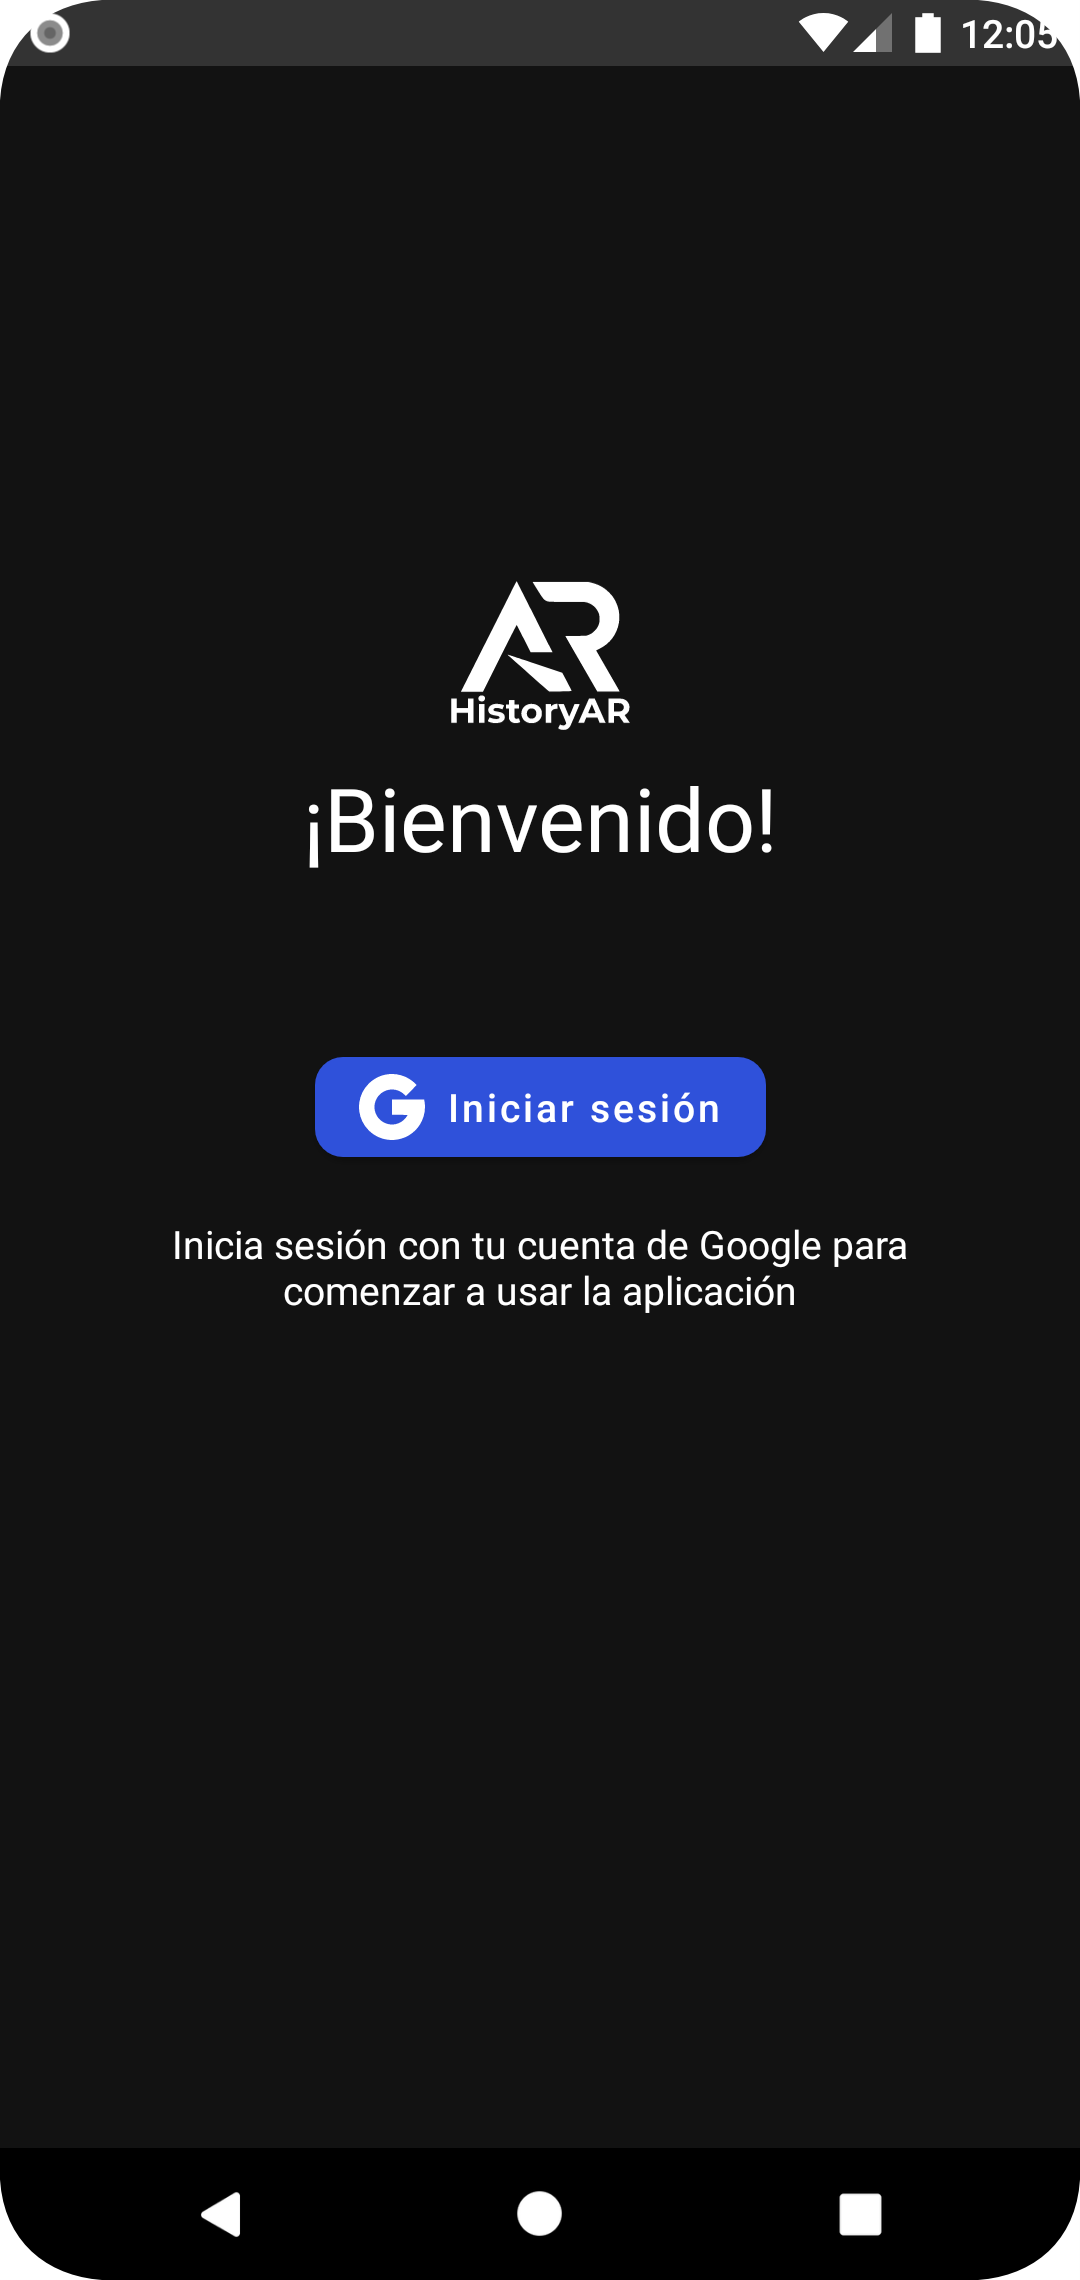 12:05
AR
HistoryAR
¡Bienvenido!
G Iniciar sesión
Inicia sesión con tu cuenta de Google para
comenzar a usar la aplicación